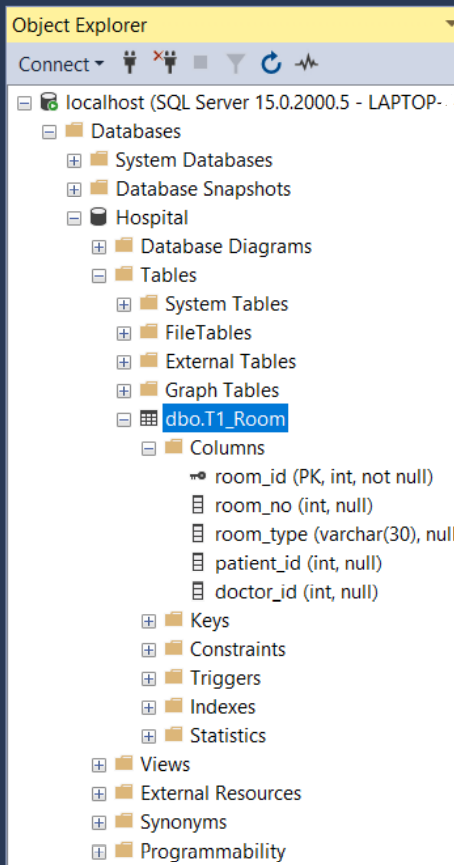 Object Explorer
Connect
localhost (SQL Server 15.0.2000.5 - LAPTOP-
Databases
System Databases
Database Snapshots
Hospital
Database Diagrams
Tables
System Tables
FileTables
External Tables
Graph Tables
dbo.T1_Room
Columns
room_id (PK, int, not null)
room_no (int, null)
room_type (varchar(30), null
patient_id (int, null)
doctor_id (int, null)
Keys
Constraints
Triggers
Indexes
Statistics
Views
External Resources
Synonyms
Programmability